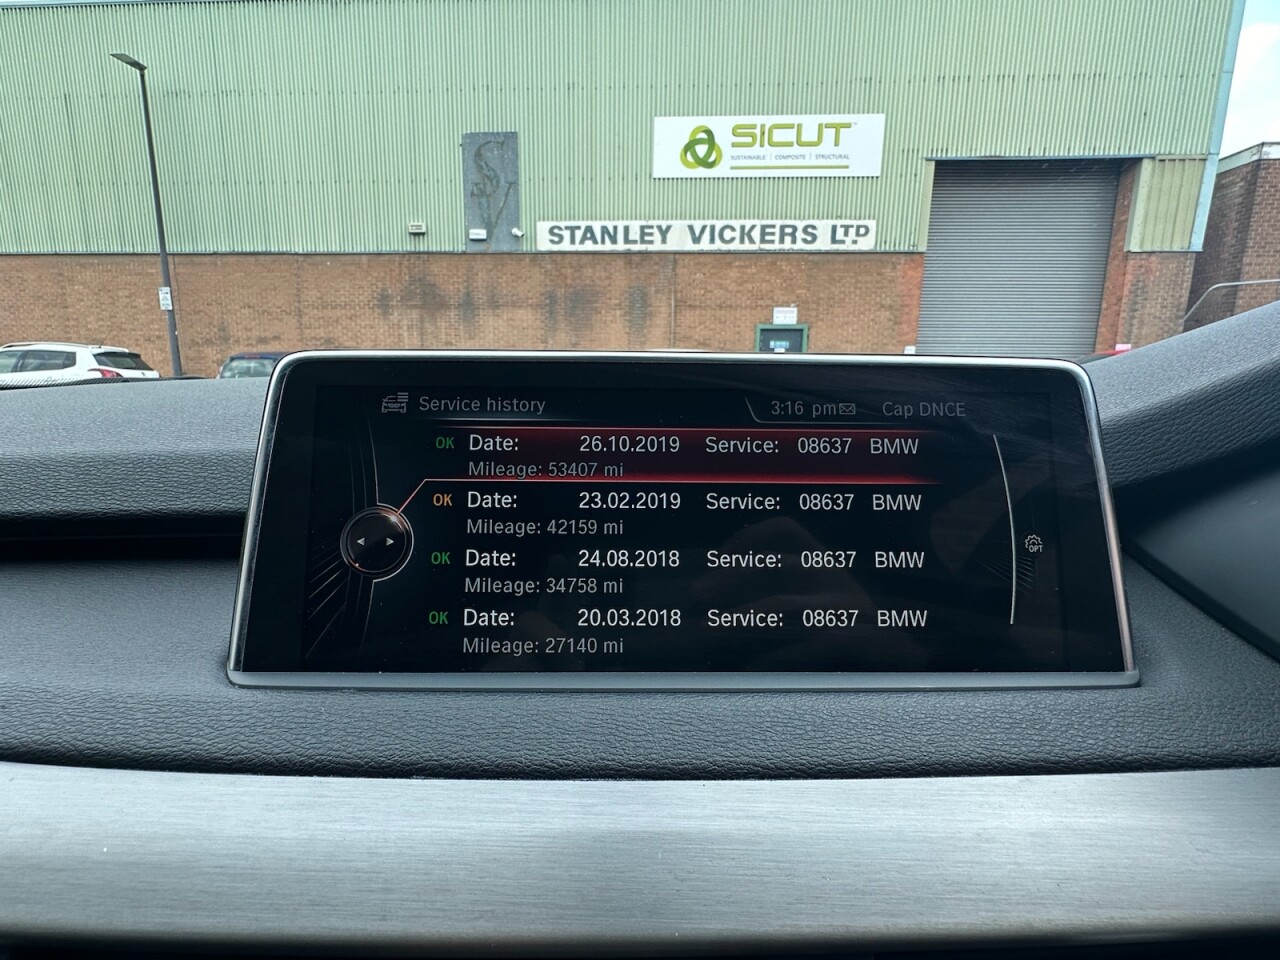 SiCUT
SUSTAINABLE | COMPOSITE | STRUCTURAL
SV
STANLEY VICKERS LTD
Service history
3:16 pm Cap DNCE
OK Date: 26.10.2019 Service: 08637 BMW
Mileage: 53407 mi
OK Date: 23.02.2019 Service: 08637 BMW
Mileage: 42159 mi
OK Date: 24.08.2018 Service: 08637 BMW
Mileage: 34758 mi
OK Date: 20.03.2018 Service: 08637 BMW
Mileage: 27140 mi
OPT